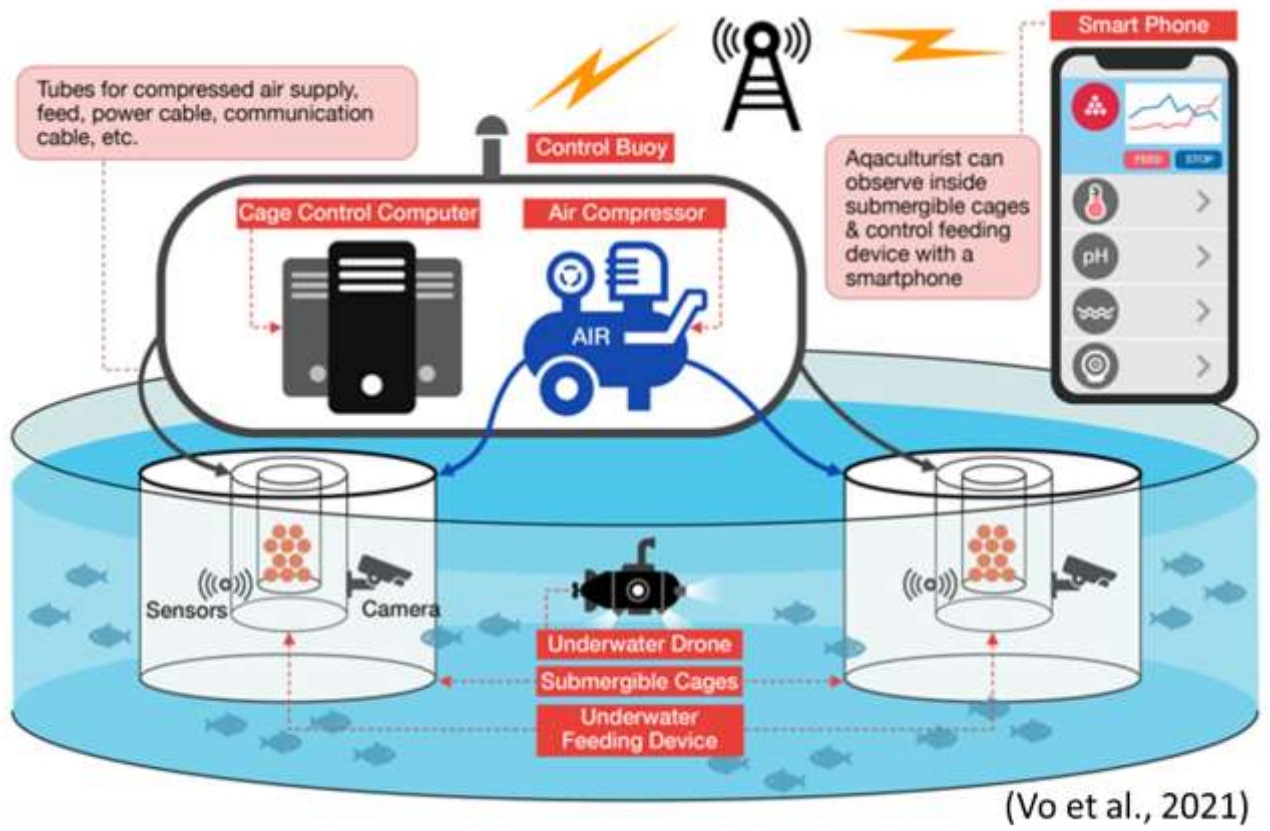 Smart Phone
Tubes for compressed air supply,
feed, power cable, communication
cable, etc.
Control Buoy
Cage Control Computer
Air Compressor
AIR
Aqaculturist can
observe inside
submergible cages
& control feeding
device with a
smartphone
FEED
STOP
pH
Sensors
Camera
Underwater Drone
Submergible Cages
Underwater
Feeding Device
(Vo et al., 2021)